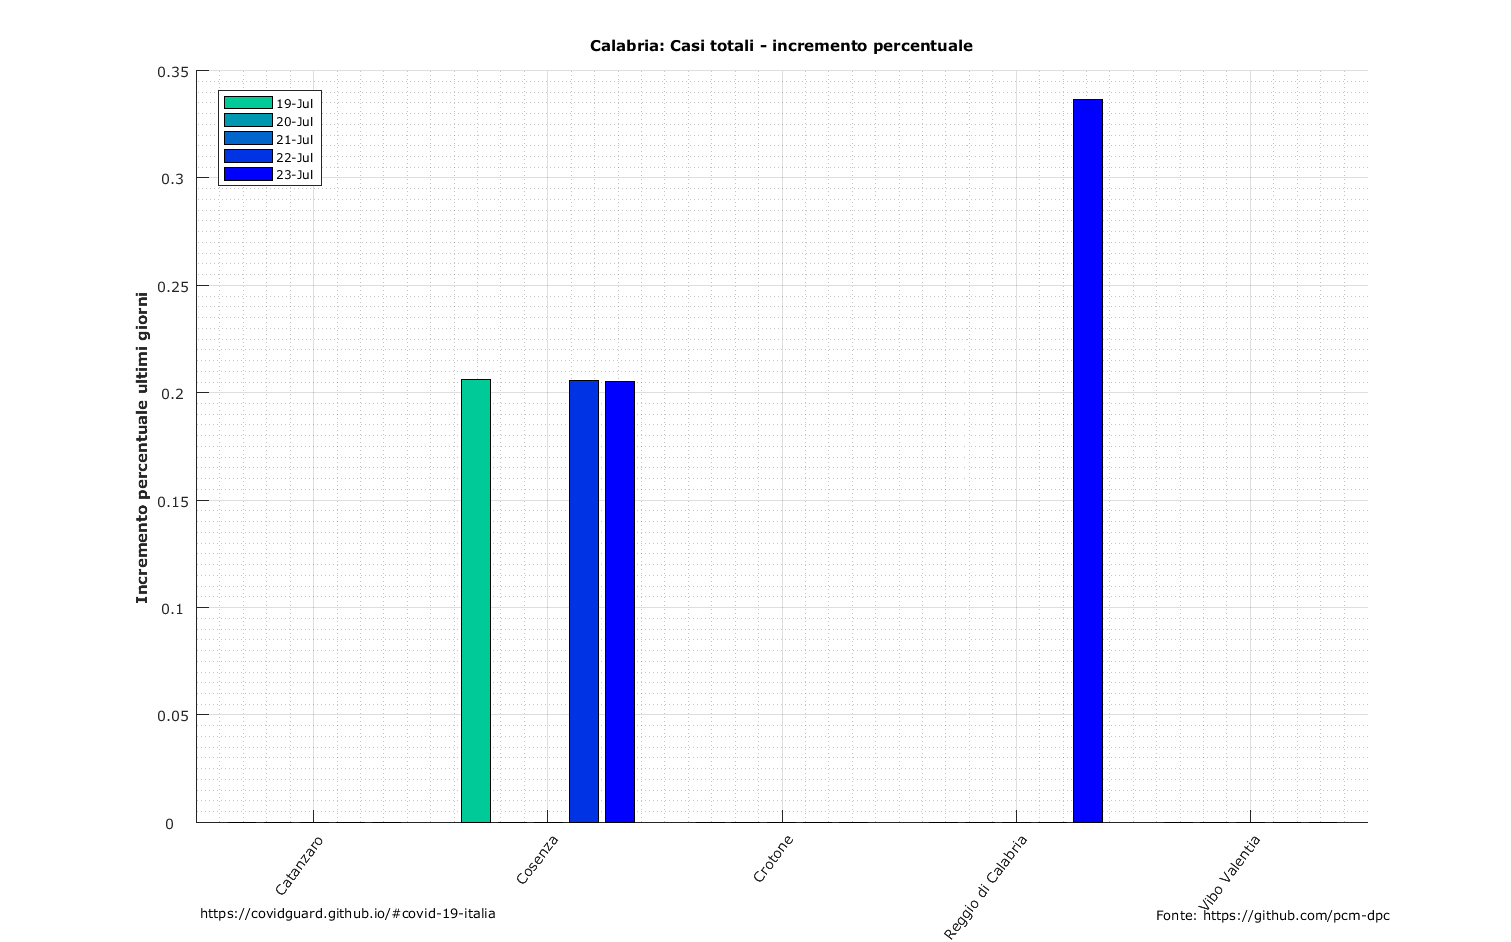 Calabria: Casi totali - incremento percentuale
0.35
0.3
0.25
0.2
0.15
0.1
0.05
0
Incremento percentuale ultimi giorni
19-Jul
20-Jul
21-Jul
22-Jul
23-Jul
Catanzaro
Cosenza
Crotone
Reggio di Calabria
Vibo Valentia
https://covidguard.github.io/#covid-19-italia
Fonte: https://github.com/pcm-dpc